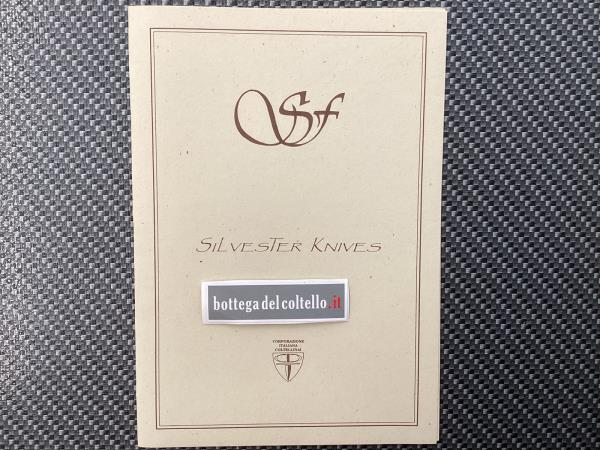 Sf
SILVESTER KNIVES
bottega del coltello.it
CORPORAZIONE
ITALIANA
COLTELLINAI